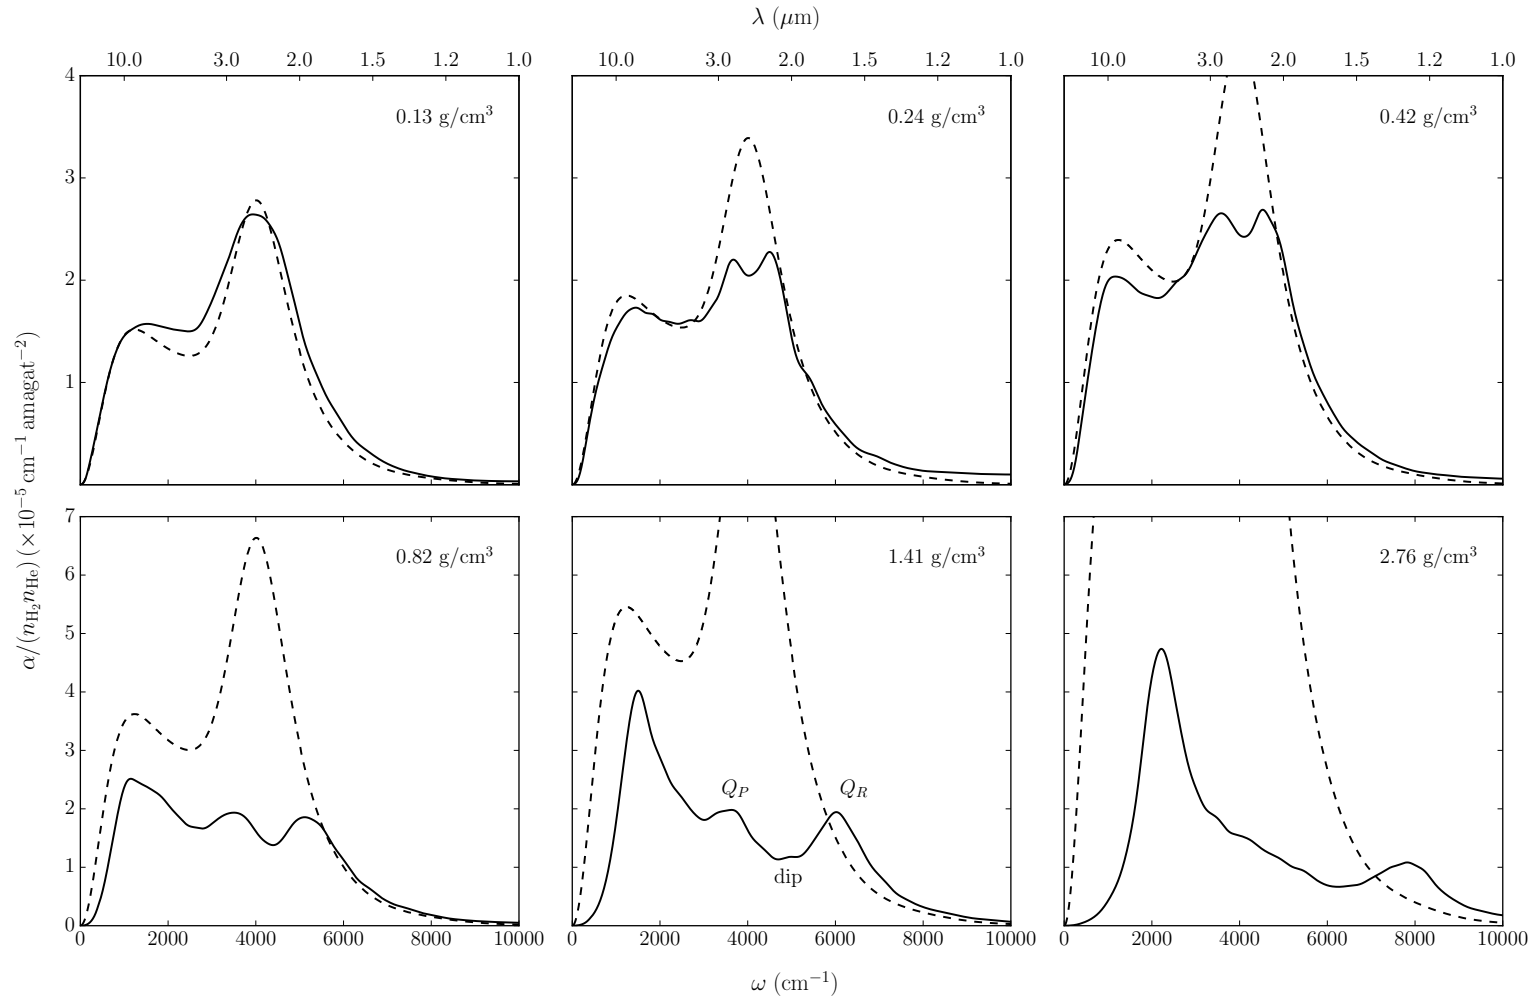 λ (μm)
10.0 3.0 2.0 1.5 1.2 1.0
10.0 3.0 2.0 1.5 1.2 1.0
10.0 3.0 2.0 1.5 1.2 1.0
4
3
2
1
0.13 g/cm³
0.24 g/cm³
0.42 g/cm³
α/(n_{H₂}n_{He}) (×10⁻⁵ cm⁻¹ amagat⁻²)
7
6
5
4
3
2
1
0
0.82 g/cm³
1.41 g/cm³
Q_P
Q_R
dip
2.76 g/cm³
0 2000 4000 6000 8000 10000
0 2000 4000 6000 8000 10000
0 2000 4000 6000 8000 10000
ω (cm⁻¹)